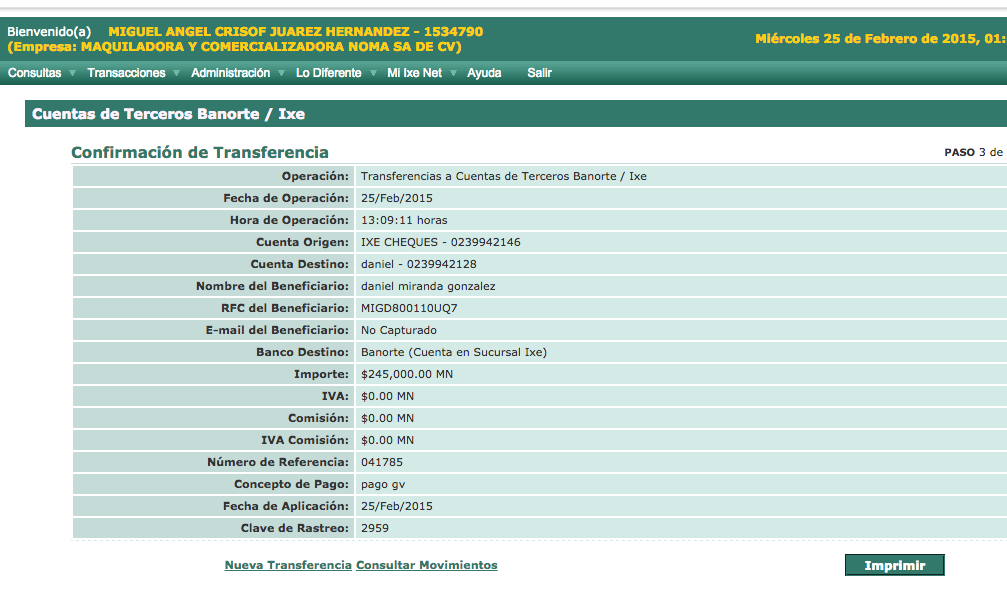 Bienvenido(a) MIGUEL ANGEL CRISOF JUAREZ HERNANDEZ - 1534790
(Empresa: MAQUILADORA Y COMERCIALIZADORA NOMA SA DE CV)
Miércoles 25 de Febrero de 2015, 01:
Consultas Transacciones Administración Lo Diferente Mi Ixe Net Ayuda Salir
Cuentas de Terceros Banorte / Ixe
Confirmación de Transferencia PASO 3 de
Operación: Transferencias a Cuentas de Terceros Banorte / Ixe
Fecha de Operación: 25/Feb/2015
Hora de Operación: 13:09:11 horas
Cuenta Origen: IXE CHEQUES - 0239942146
Cuenta Destino: daniel - 0239942128
Nombre del Beneficiario: daniel miranda gonzalez
RFC del Beneficiario: MIGD800110UQ7
E-mail del Beneficiario: No Capturado
Banco Destino: Banorte (Cuenta en Sucursal Ixe)
Importe: $245,000.00 MN
IVA: $0.00 MN
Comisión: $0.00 MN
IVA Comisión: $0.00 MN
Número de Referencia: 041785
Concepto de Pago: pago gv
Fecha de Aplicación: 25/Feb/2015
Clave de Rastreo: 2959
Nueva Transferencia Consultar Movimientos Imprimir